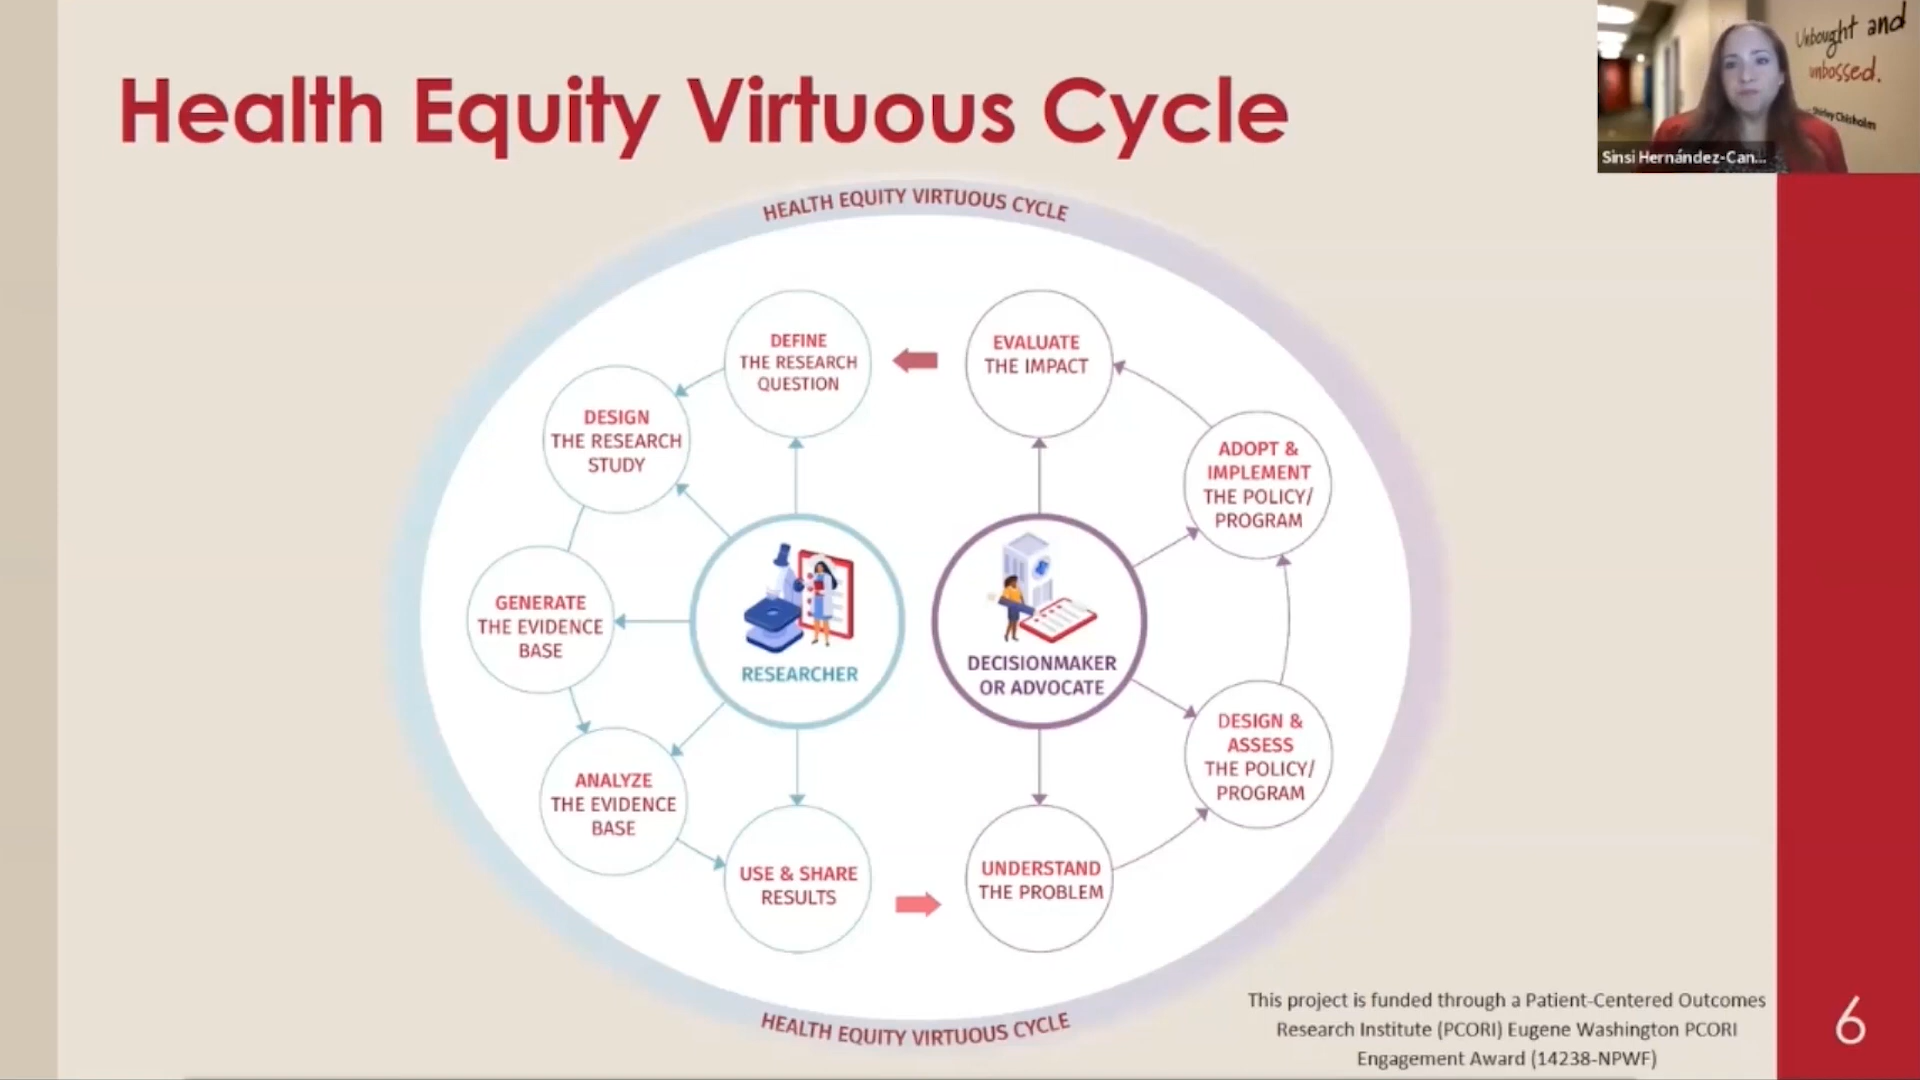 Health Equity Virtuous Cycle
Unbought and
unbossed.
Shirley Chisholm
Sinsi Hernández-Can...
HEALTH EQUITY VIRTUOUS CYCLE
DEFINE
THE RESEARCH
QUESTION
EVALUATE
THE IMPACT
DESIGN
THE RESEARCH
STUDY
ADOPT &
IMPLEMENT
THE POLICY/
PROGRAM
GENERATE
THE EVIDENCE
BASE
RESEARCHER
DECISIONMAKER
OR ADVOCATE
DESIGN &
ASSESS
THE POLICY/
PROGRAM
ANALYZE
THE EVIDENCE
BASE
USE & SHARE
RESULTS
UNDERSTAND
THE PROBLEM
HEALTH EQUITY VIRTUOUS CYCLE
This project is funded through a Patient-Centered Outcomes
Research Institute (PCORI) Eugene Washington PCORI
Engagement Award (14238-NPWF)
6